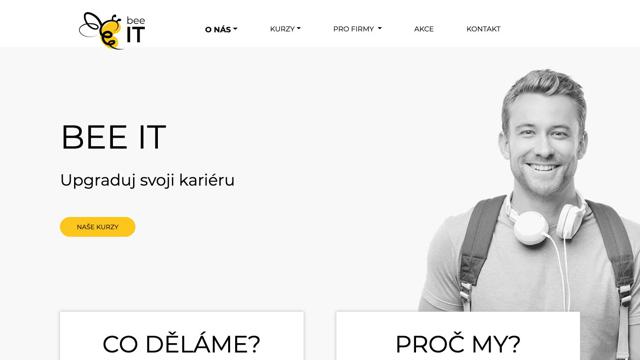 bee
IT
O NÁS
KURZY
PRO FIRMY
AKCE
KONTAKT
BEE IT
Upgraduj svoji kariéru
NAŠE KURZY
CO DĚLÁME?
PROČ MY?